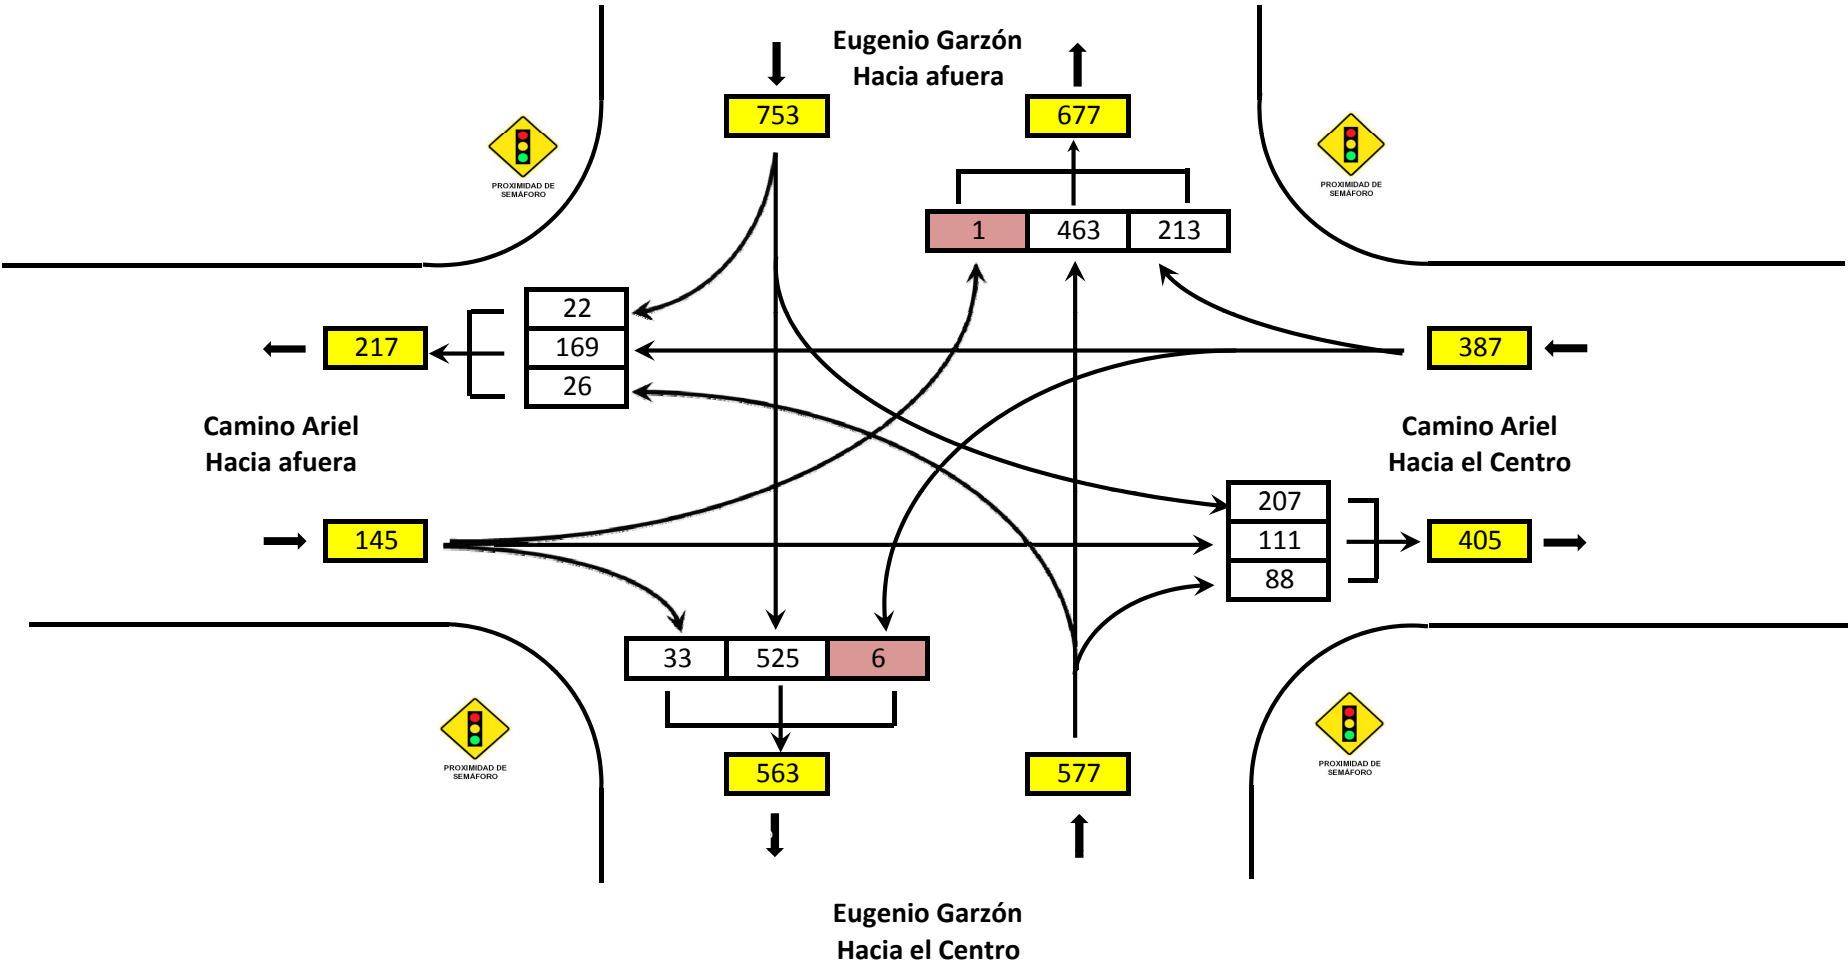 Eugenio Garzón
Hacia afuera
753
677
PROXIMIDAD DE
SEMÁFORO
PROXIMIDAD DE
SEMÁFORO
1 463 213
22
169
26
217
387
Camino Ariel
Hacia afuera
Camino Ariel
Hacia el Centro
207
111
88
145
405
33 525 6
PROXIMIDAD DE
SEMÁFORO
PROXIMIDAD DE
SEMÁFORO
563
577
Eugenio Garzón
Hacia el Centro